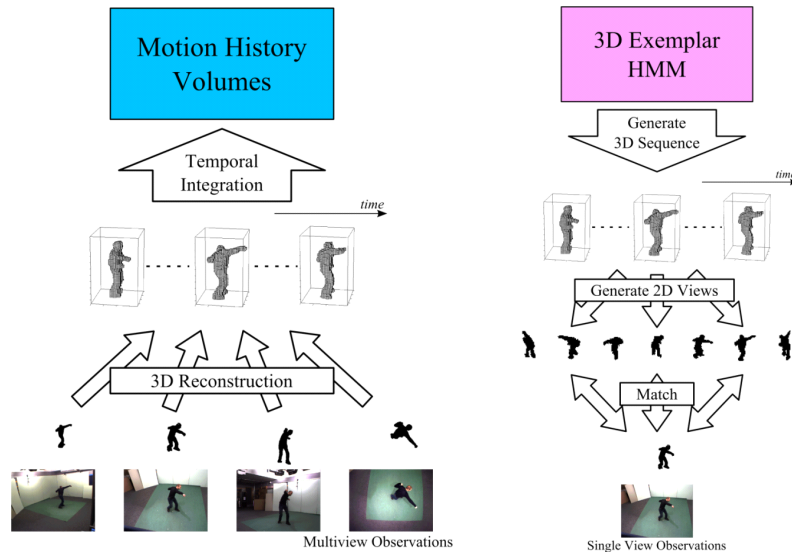 Motion History
Volumes
Temporal
Integration
time
3D Reconstruction
Multiview Observations
3D Exemplar
HMM
Generate
3D Sequence
time
Generate 2D Views
Match
Single View Observations